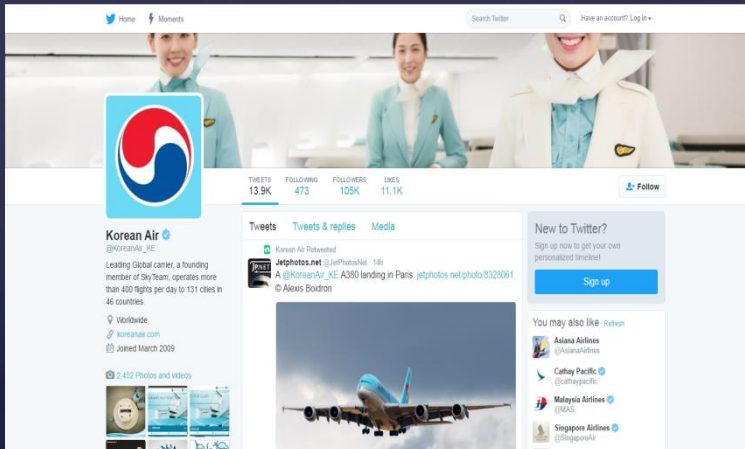 Home Moments Search Twitter Have an account? Log in
TWEETS FOLLOWING FOLLOWERS LIKES
13.9K 473 105K 11.1K
Follow
Korean Air
@KoreanAir_KE
Leading Global carrier, a founding
member of SkyTeam, operates more
than 400 flights per day to 131 cities in
46 countries.
Worldwide
koreanair.com
Joined March 2009
2,452 Photos and videos
Tweets Tweets & replies Media
Korean Air Retweeted
Jetphotos.net @JetPhotosNet · 14h
A @KoreanAir_KE A380 landing in Paris. jetphotos.net/photo/8328061
© Alexis Boidron
JPNET
New to Twitter?
Sign up now to get your own
personalized timeline!
Sign up
You may also like Refresh
Asiana Airlines
@AsianaAirlines
Cathay Pacific
@cathaypacific
Malaysia Airlines
@MAS
Singapore Airlines
@SingaporeAir